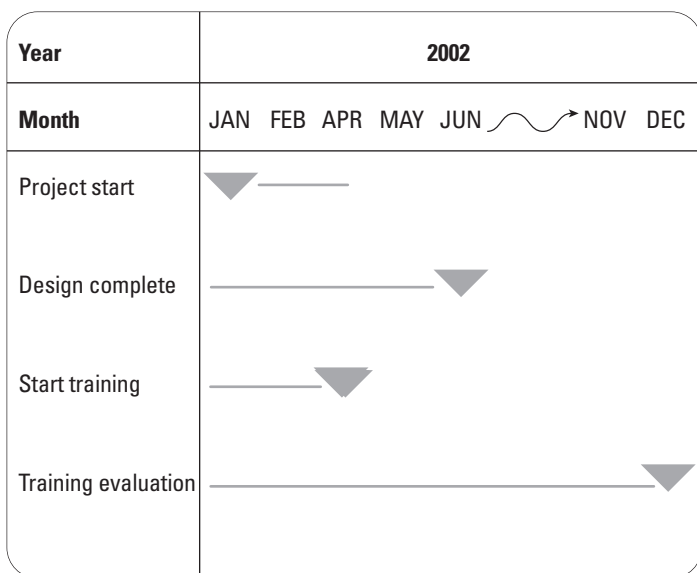 Year 2002
Month JAN FEB APR MAY JUN NOV DEC
Project start
Design complete
Start training
Training evaluation